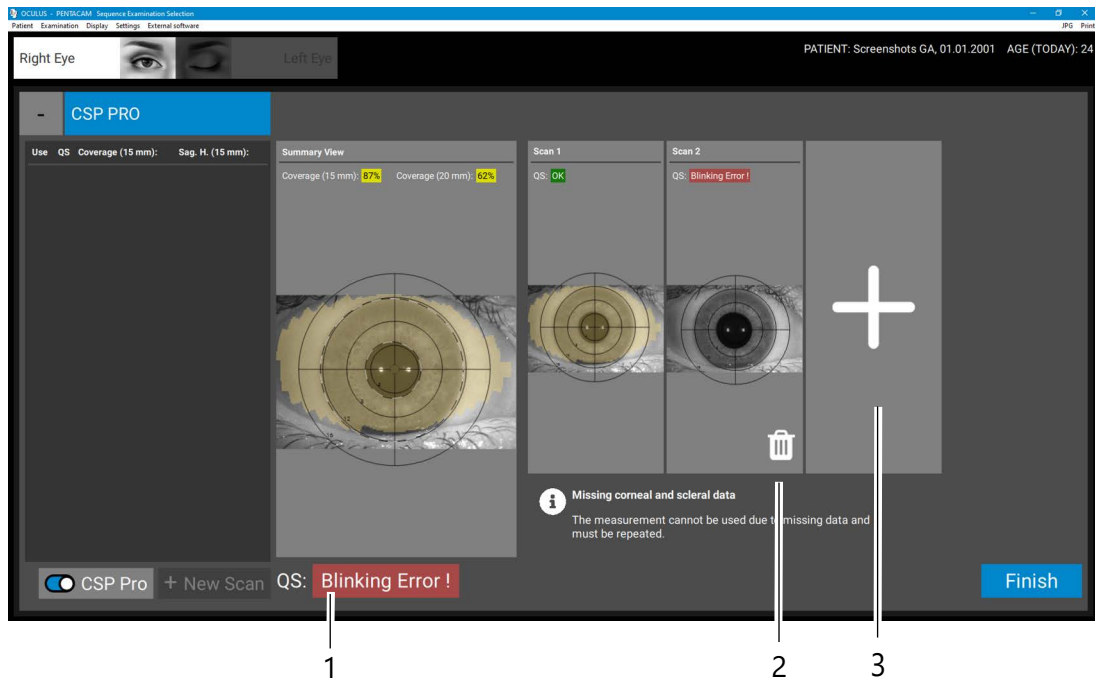 OCULUS - PENTACAM Sequence Examination Selection
Patient Examination Display Settings External software JPG Print
Right Eye Left Eye PATIENT: Screenshots GA, 01.01.2001 AGE (TODAY): 24
- CSP PRO
Use QS Coverage (15 mm): Sag. H. (15 mm):
Summary View
Coverage (15 mm): 87% Coverage (20 mm): 62%
Scan 1
QS: OK
Scan 2
QS: Blinking Error !
Missing corneal and scleral data
The measurement cannot be used due to missing data and
must be repeated.
CSP Pro + New Scan QS: Blinking Error ! Finish
1 2 3